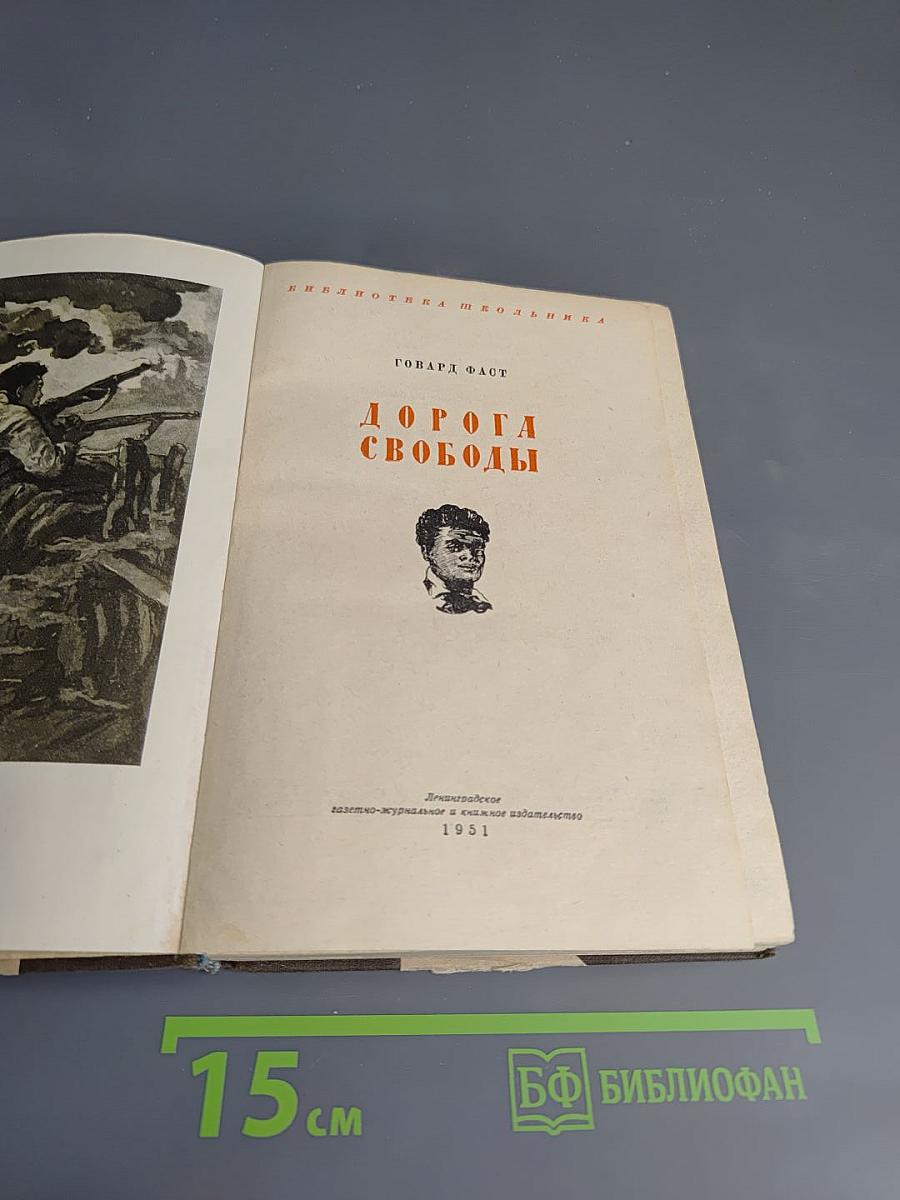 БИБЛИОТЕКА ШКОЛЬНИКА
ГОВАРД ФАСТ
ДОРОГА
СВОБОДЫ
Ленинградское
газетно-журнальное и книжное издательство
1951
15 см
БФ БИБЛИОФАН